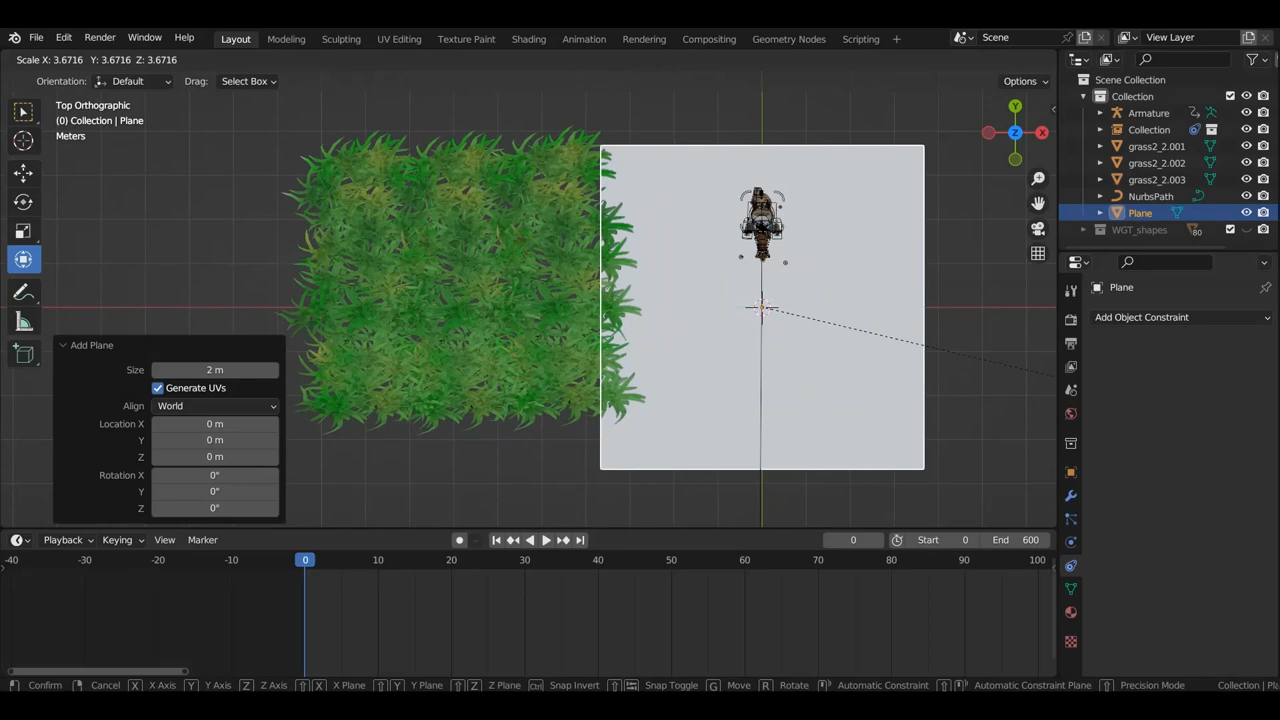 File Edit Render Window Help Layout Modeling Sculpting UV Editing Texture Paint Shading Animation Rendering Compositing Geometry Nodes Scripting + Scene View Layer
Scale X: 3.6716 Y: 3.6716 Z: 3.6716
Orientation: Default Drag: Select Box Options
Scene Collection
Collection
Armature
Collection
grass2_2.001
grass2_2.002
grass2_2.003
NurbsPath
Plane
WGT_shapes 80
Top Orthographic
(0) Collection | Plane
Meters
Y
Z
X
Plane
Add Object Constraint
Add Plane
Size 2 m
Generate UVs
Align World
Location X 0 m
Y 0 m
Z 0 m
Rotation X 0°
Y 0°
Z 0°
Playback Keying View Marker 0 Start 0 End 600
-40 -30 -20 -10 0 10 20 30 40 50 60 70 80 90 100
Confirm Cancel X X Axis Y Y Axis Z Z Axis X X Plane Y Y Plane Z Z Plane Ctrl Snap Invert Snap Toggle G Move R Rotate Automatic Constraint Automatic Constraint Plane Precision Mode Collection | Pla